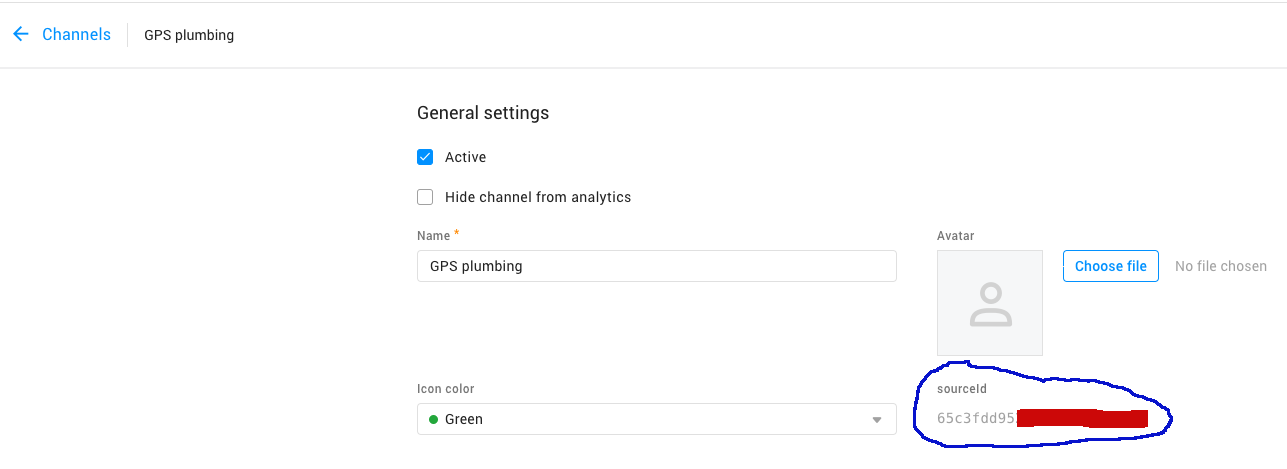 Channels
GPS plumbing
General settings
Active
Hide channel from analytics
Name *
Avatar
GPS plumbing
Choose file
No file chosen
Icon color
sourceId
Green
65c3fdd95